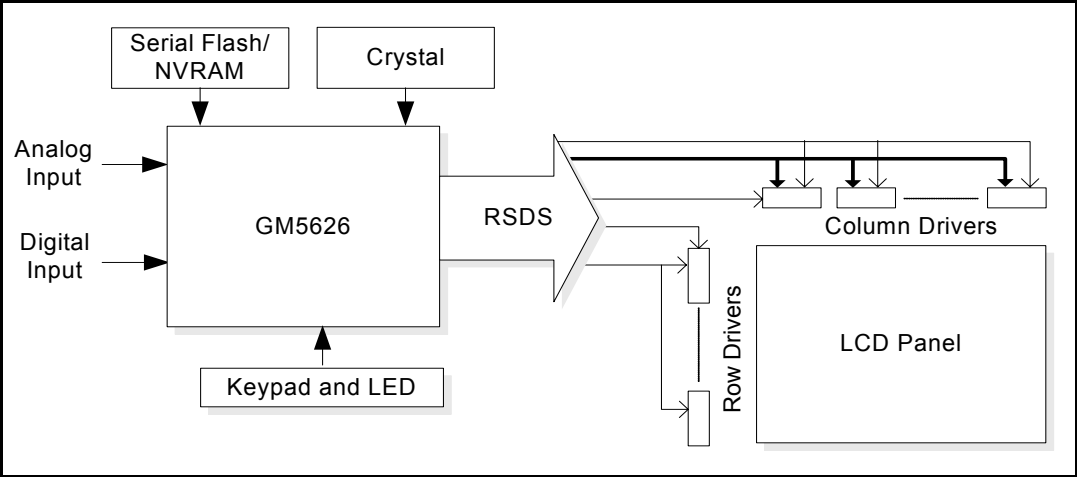 Serial Flash/
NVRAM
Crystal
Analog
Input
Digital
Input
GM5626
RSDS
Column Drivers
Row Drivers
LCD Panel
Keypad and LED